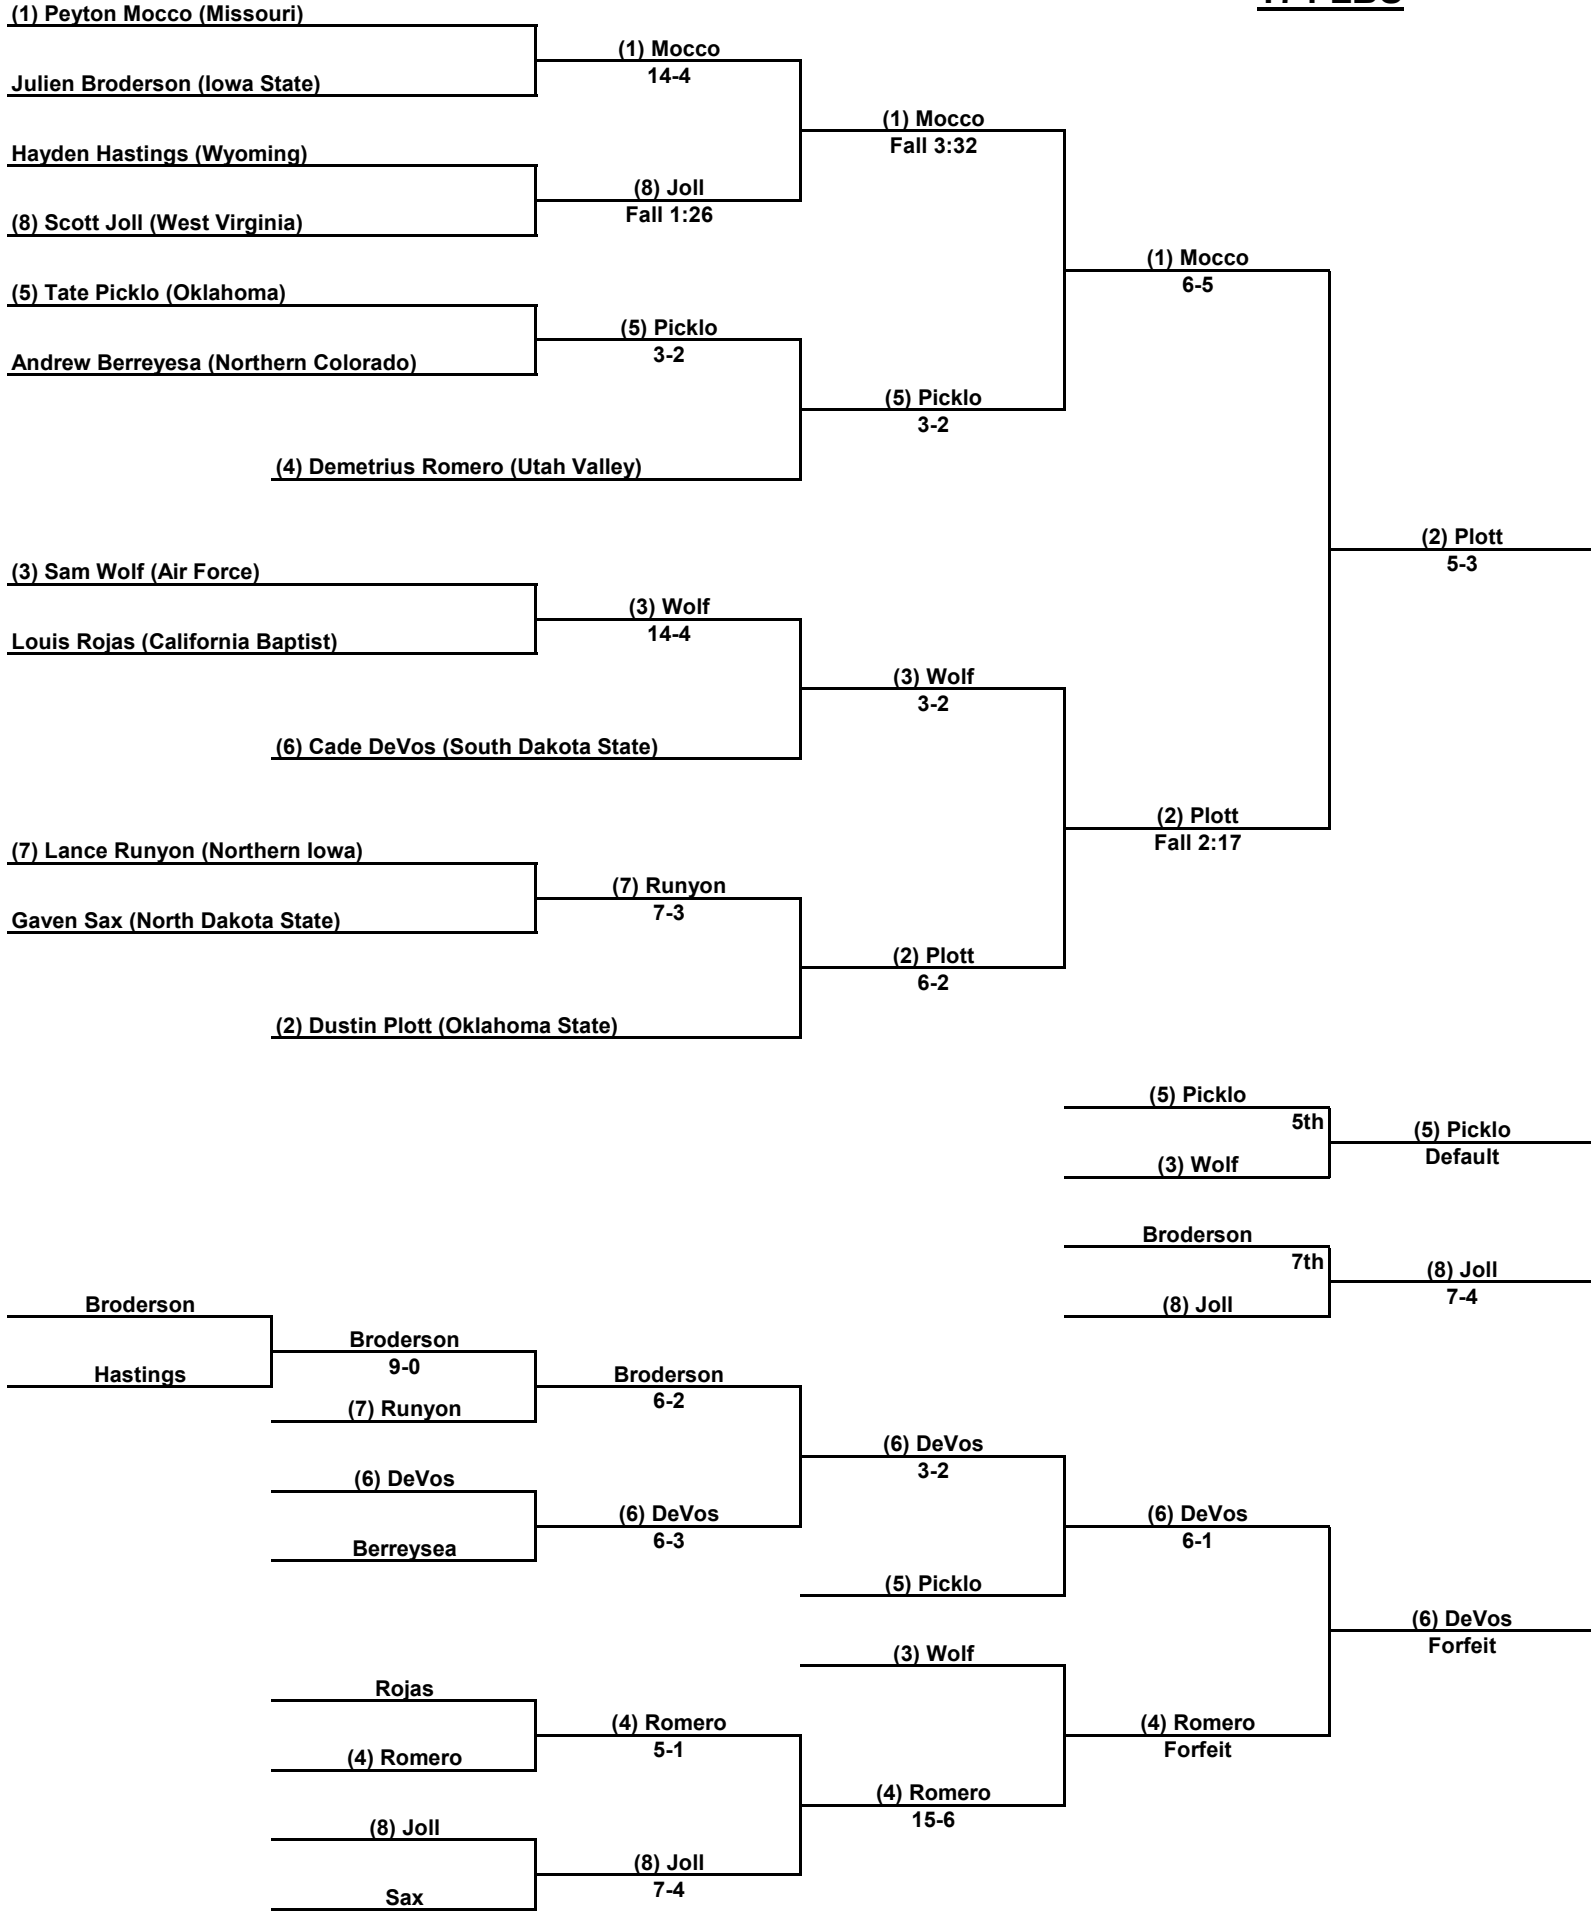 (1) Peyton Mocco (Missouri)
(1) Mocco
14-4
Julien Broderson (Iowa State)
(1) Mocco
Fall 3:32
Hayden Hastings (Wyoming)
(8) Joll
Fall 1:26
(8) Scott Joll (West Virginia)
(1) Mocco
6-5
(5) Tate Picklo (Oklahoma)
(5) Picklo
3-2
Andrew Berreyesa (Northern Colorado)
(5) Picklo
3-2
(4) Demetrius Romero (Utah Valley)
(2) Plott
5-3
(3) Sam Wolf (Air Force)
(3) Wolf
14-4
Louis Rojas (California Baptist)
(3) Wolf
3-2
(6) Cade DeVos (South Dakota State)
(2) Plott
Fall 2:17
(7) Lance Runyon (Northern Iowa)
(7) Runyon
7-3
Gaven Sax (North Dakota State)
(2) Plott
6-2
(2) Dustin Plott (Oklahoma State)
(5) Picklo
5th
(5) Picklo
Default
(3) Wolf
Broderson
7th
(8) Joll
7-4
(8) Joll
Broderson
Broderson
9-0
Hastings
Broderson
6-2
(7) Runyon
(6) DeVos
3-2
(6) DeVos
(6) DeVos
6-3
Berreysea
(6) DeVos
6-1
(5) Picklo
(6) DeVos
Forfeit
(3) Wolf
Rojas
(4) Romero
5-1
(4) Romero
(4) Romero
Forfeit
(4) Romero
15-6
(8) Joll
(8) Joll
7-4
Sax